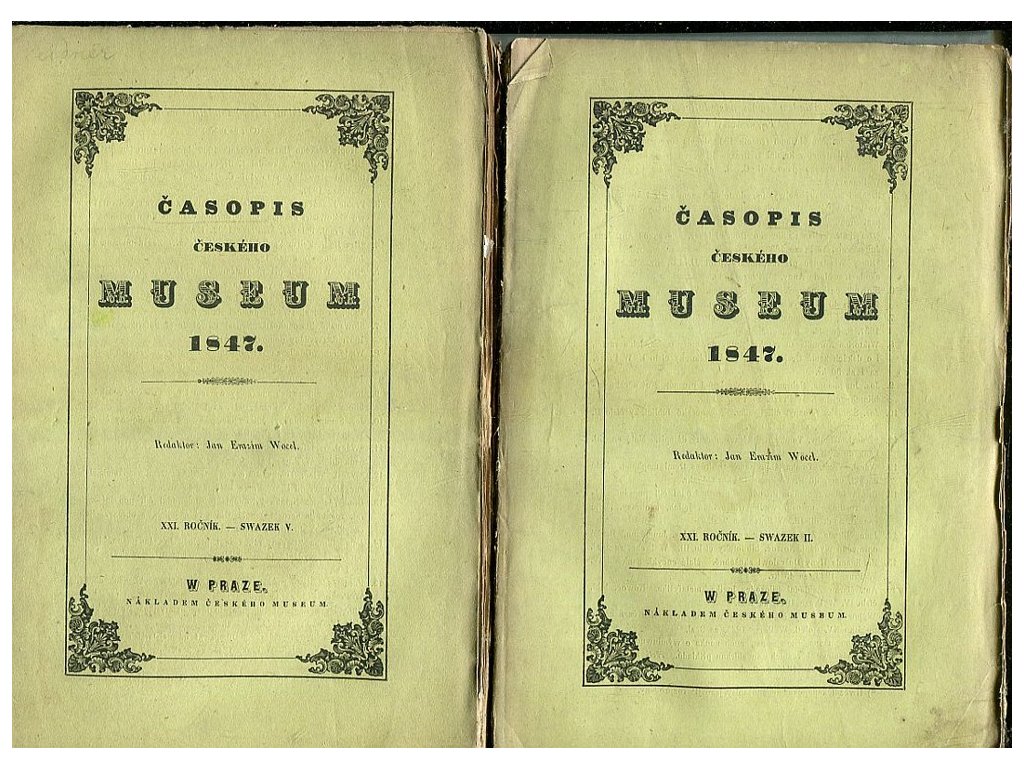 ČASOPIS
ČESKÉHO
MUSEUM
1847.
Redaktor: Jan Erazim Wocel.
XXI. ROČNÍK. — SWAZEK V.
W PRAZE.
NÁKLADEM ČESKÉHO MUSEUM.
ČASOPIS
ČESKÉHO
MUSEUM
1847.
Redaktor: Jan Erazim Wocel.
XXI. ROČNÍK. — SWAZEK II.
W PRAZE.
NÁKLADEM ČESKÉHO MUSEUM.